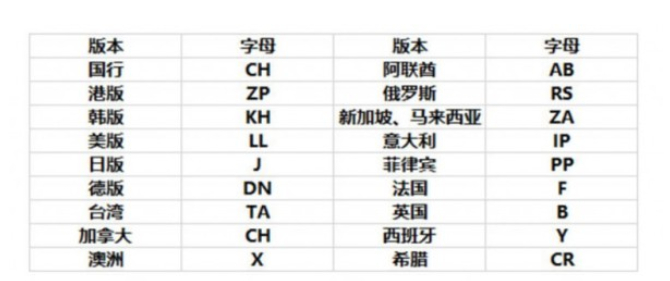 版本 字母 版本 字母
国行 CH 阿联酋 AB
港版 ZP 俄罗斯 RS
韩版 KH 新加坡、马来西亚 ZA
美版 LL 意大利 IP
日版 J 菲律宾 PP
德版 DN 法国 F
台湾 TA 英国 B
加拿大 CH 西班牙 Y
澳洲 X 希腊 CR